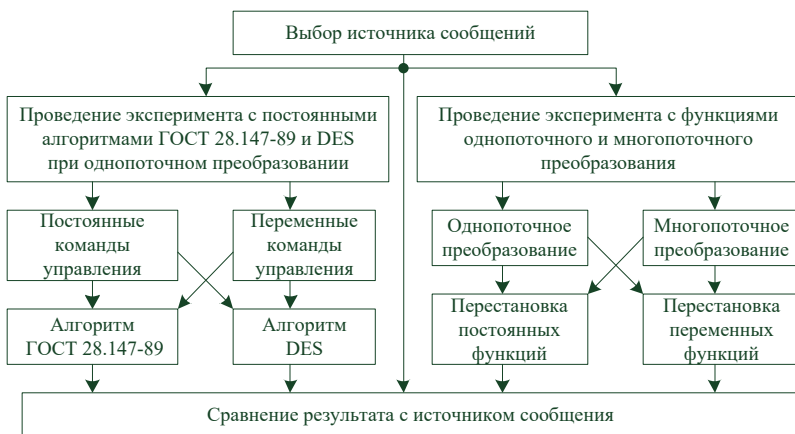 Выбор источника сообщений
Проведение эксперимента с постоянными
алгоритмами ГОСТ 28.147-89 и DES
при однопоточном преобразовании
Проведение эксперимента с функциями
однопоточного и многопоточного
преобразования
Постоянные
команды
управления
Переменные
команды
управления
Однопоточное
преобразование
Многопоточное
преобразование
Алгоритм
ГОСТ 28.147-89
Алгоритм
DES
Перестановка
постоянных
функций
Перестановка
переменных
функций
Сравнение результата с источником сообщения